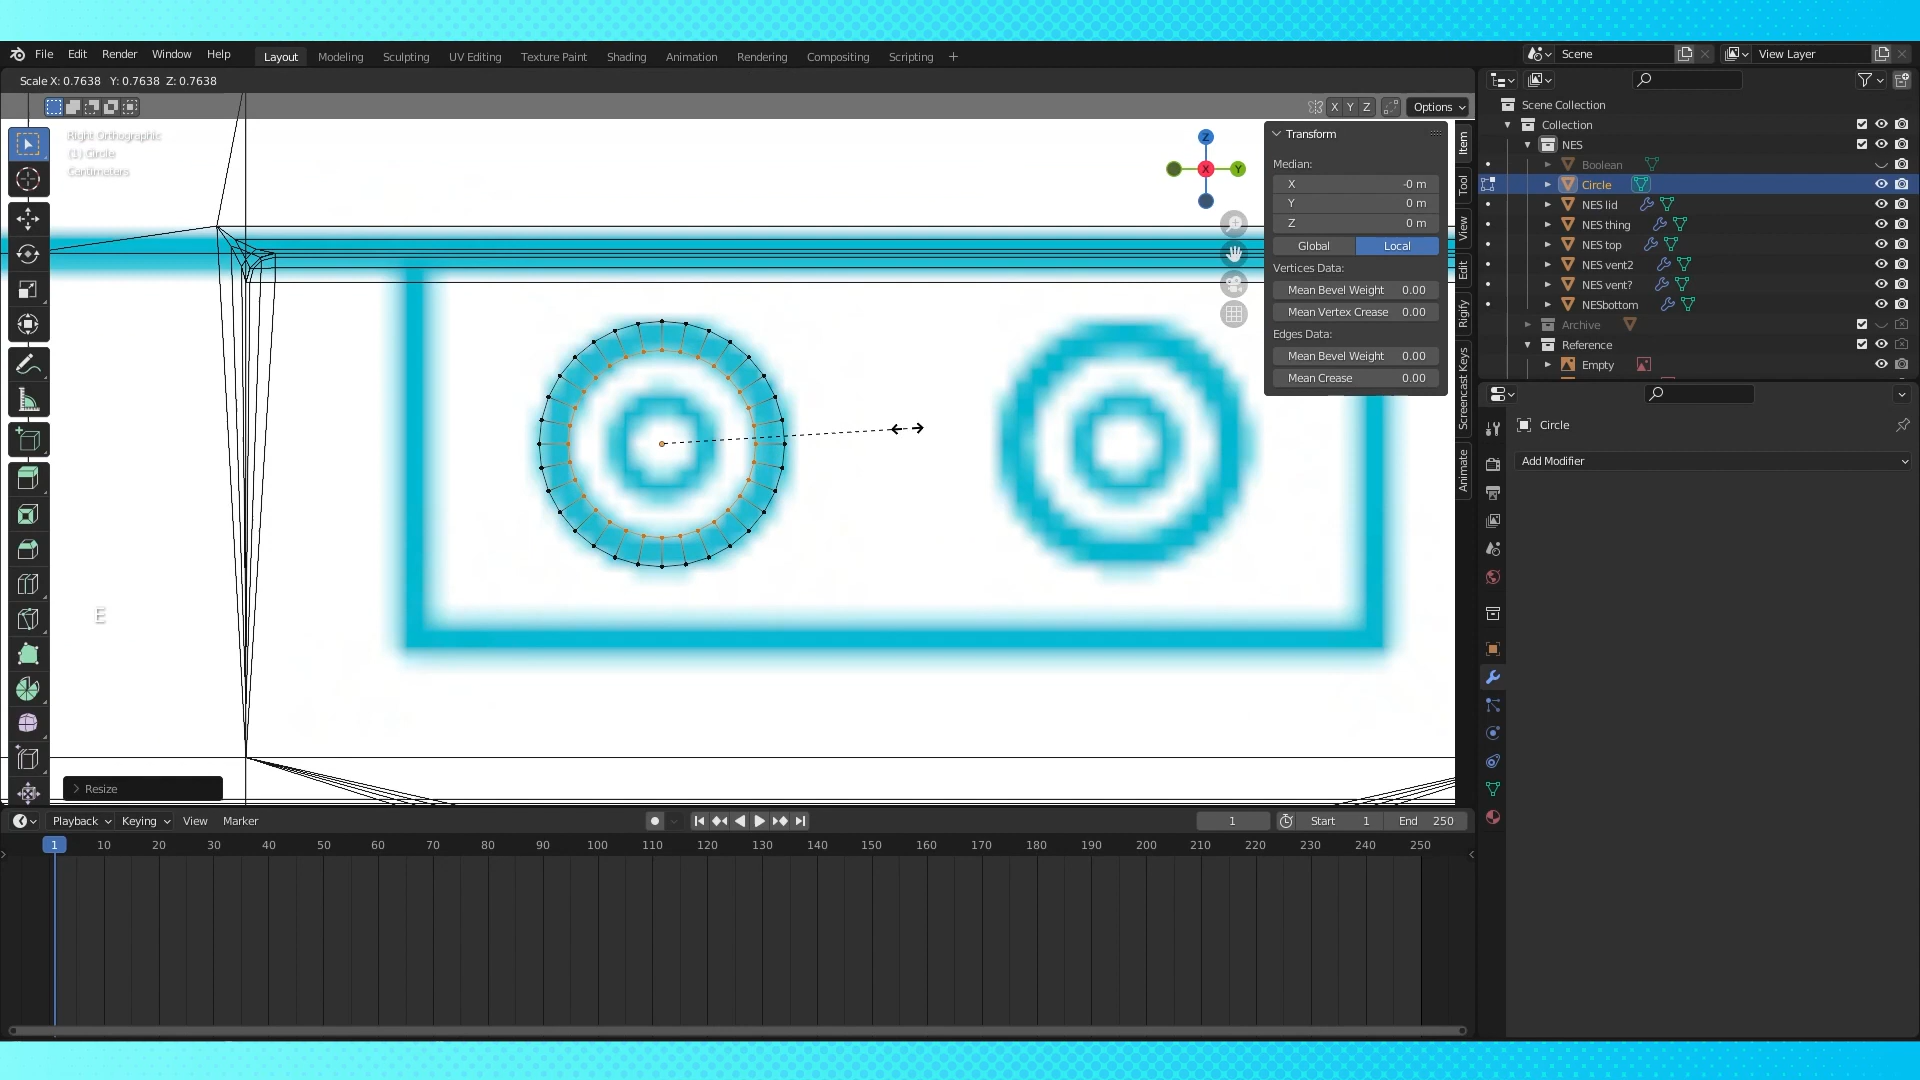 File Edit Render Window Help Layout Modeling Sculpting UV Editing Texture Paint Shading Animation Rendering Compositing Scripting +
Scene
View Layer
Scale X: 0.7638 Y: 0.7638 Z: 0.7638
X Y Z Options
Right Orthographic
(1) Circle
Centimeters
Z
X
Y
Transform
Median:
X -0 m
Y 0 m
Z 0 m
Global Local
Vertices Data:
Mean Bevel Weight 0.00
Mean Vertex Crease 0.00
Edges Data:
Mean Bevel Weight 0.00
Mean Crease 0.00
Item
Tool
View
Edit
Rigify
Screencast Keys
Animate
E
Resize
Scene Collection
Collection
NES
Boolean
Circle
NES lid
NES thing
NES top
NES vent2
NES vent?
NESbottom
Archive
Reference
Empty
Circle
Add Modifier
Playback Keying View Marker
1
Start 1 End 250
1 10 20 30 40 50 60 70 80 90 100 110 120 130 140 150 160 170 180 190 200 210 220 230 240 250